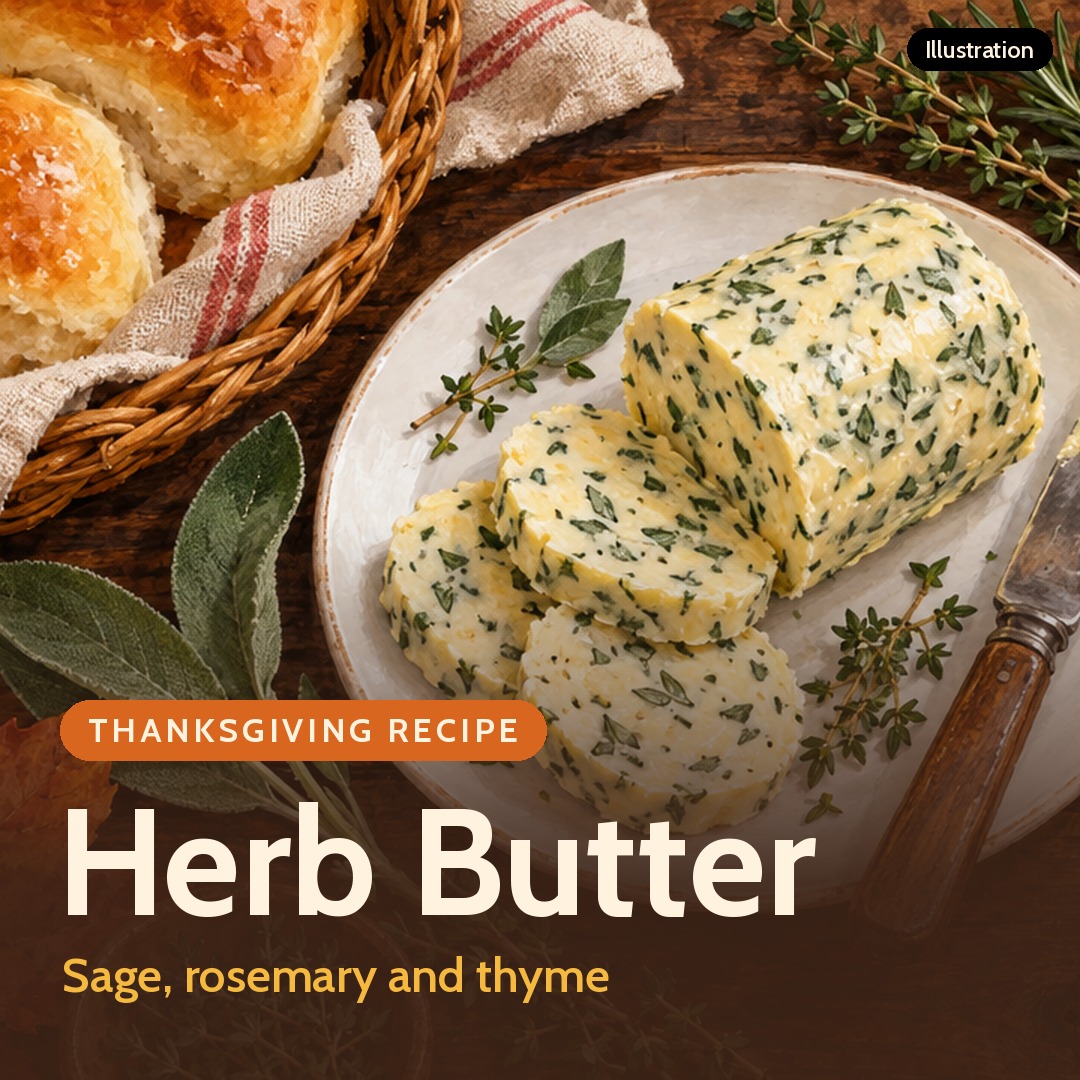 Illustration
THANKSGIVING RECIPE
Herb Butter
Sage, rosemary and thyme